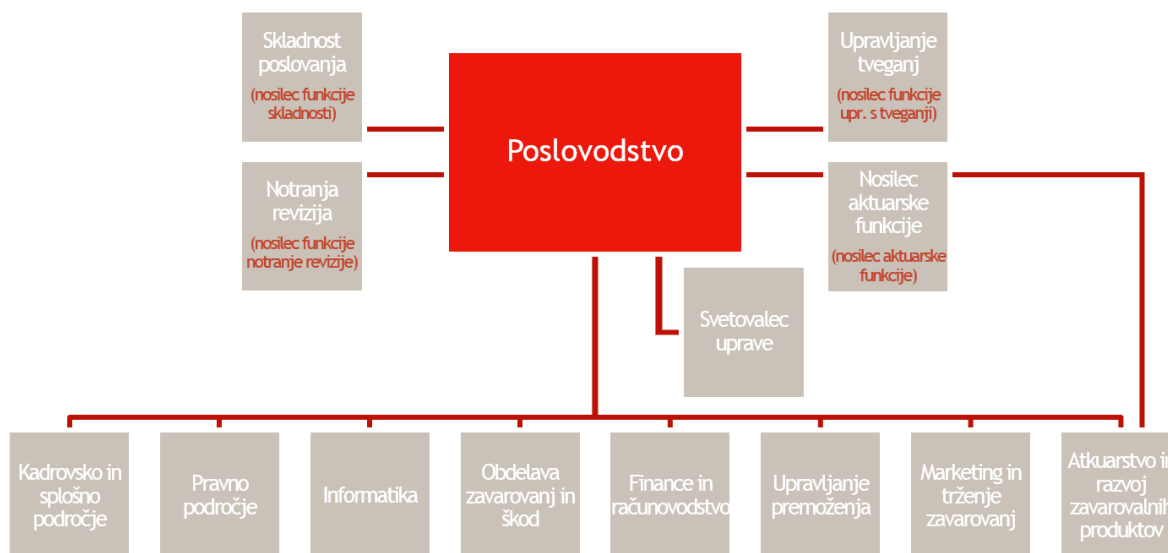 Skladnost
poslovanja
(nosilec funkcije
skladnosti)
Upravljanje
tveganj
(nosilec funkcije
upr. s tveganji)
Poslovodstvo
Notranja
revizija
(nosilec funkcije
notranje revizije)
Nosilec
aktuarske
funkcije
(nosilec aktuarske
funkcije)
Svetovalec
uprave
Kadrovsko in
splošno
področje
Pravno
področje
Informatika
Obdelava
zavarovanj in
škod
Finance in
računovodstvo
Upravljanje
premoženja
Marketing in
trženje
zavarovanj
Atkuarstvo in
razvoj
zavarovalnih
produktov